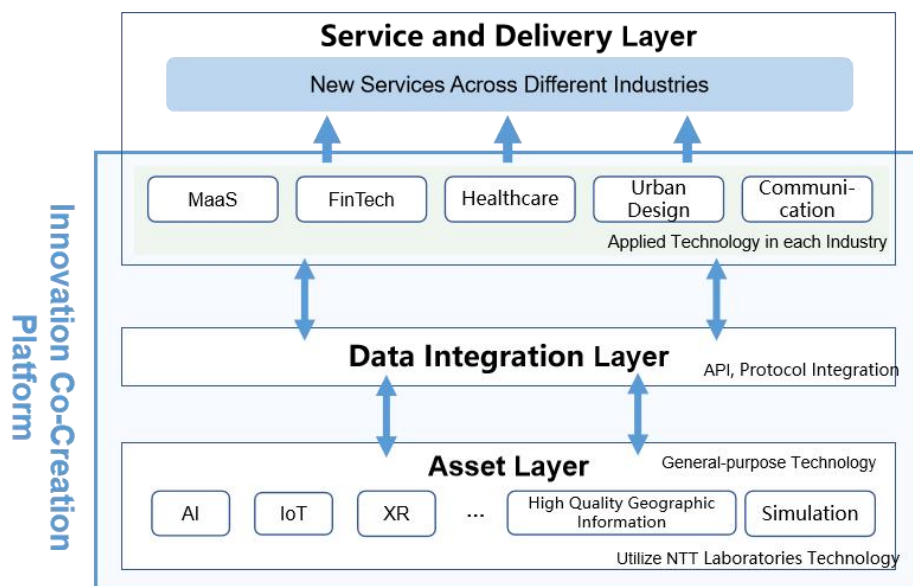 Service and Delivery Layer
New Services Across Different Industries
MaaS
FinTech
Healthcare
Urban
Design
Communi-
cation
Applied Technology in each Industry
Innovation Co-Creation
Platform
Data Integration Layer
API, Protocol Integration
Asset Layer
General-purpose Technology
AI
IoT
XR
...
High Quality Geographic
Information
Simulation
Utilize NTT Laboratories Technology